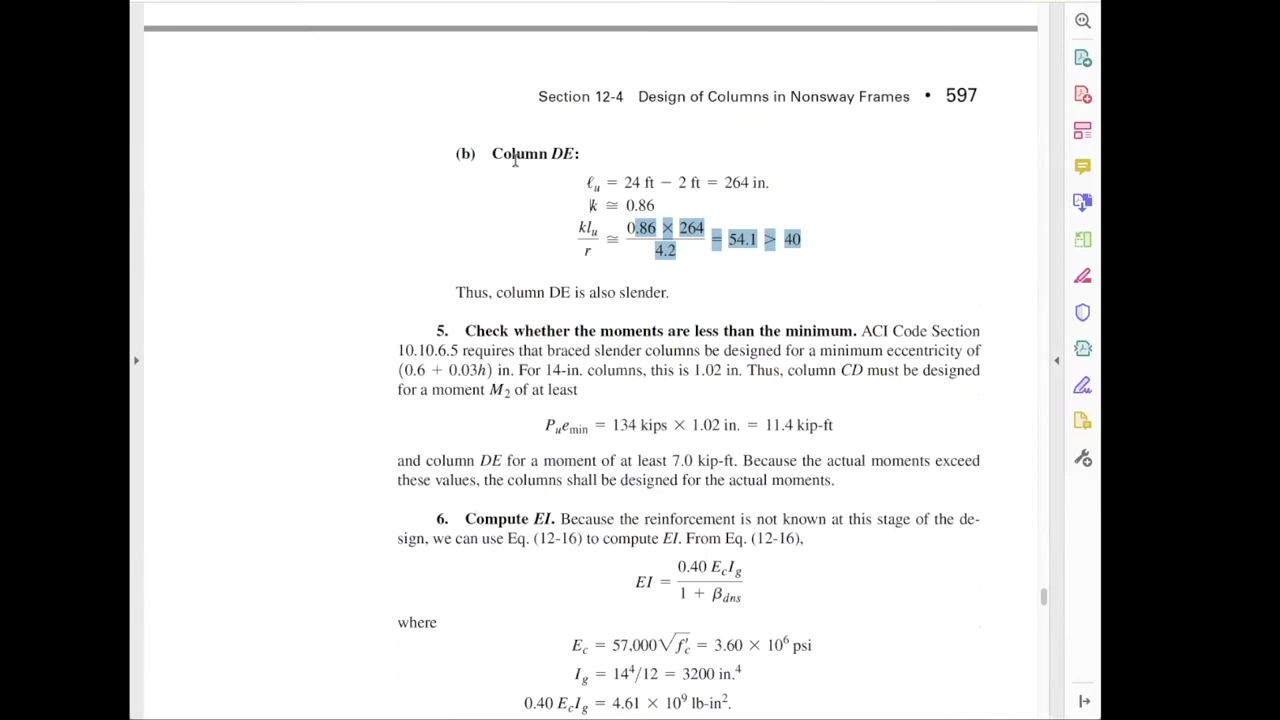 Section 12-4 Design of Columns in Nonsway Frames • 597
(b) Column DE:
ℓu = 24 ft − 2 ft = 264 in.
k ≅ 0.86
klu/r ≅ (0.86 × 264)/4.2 = 54.1 > 40
Thus, column DE is also slender.
5. Check whether the moments are less than the minimum. ACI Code Section
10.10.6.5 requires that braced slender columns be designed for a minimum eccentricity of
(0.6 + 0.03h) in. For 14-in. columns, this is 1.02 in. Thus, column CD must be designed
for a moment M2 of at least
Pu emin = 134 kips × 1.02 in. = 11.4 kip-ft
and column DE for a moment of at least 7.0 kip-ft. Because the actual moments exceed
these values, the columns shall be designed for the actual moments.
6. Compute EI. Because the reinforcement is not known at this stage of the de-
sign, we can use Eq. (12-16) to compute EI. From Eq. (12-16),
EI = 0.40 EcIg/(1 + βdns)
where
Ec = 57,000√f′c = 3.60 × 10⁶ psi
Ig = 14⁴/12 = 3200 in.⁴
0.40 EcIg = 4.61 × 10⁹ lb-in².